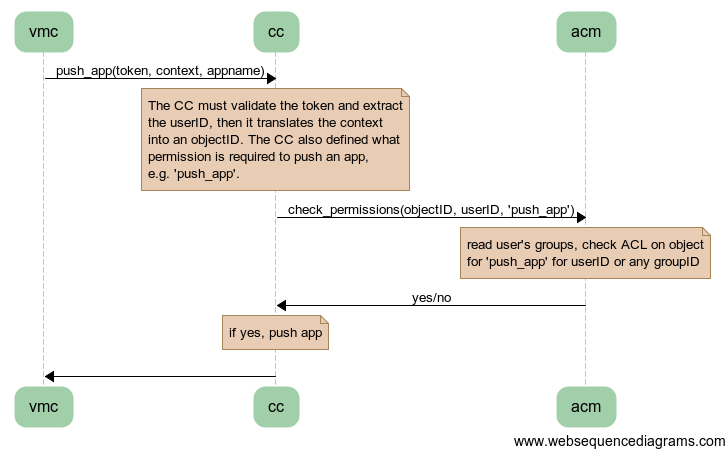 vmc cc acm
push_app(token, context, appname)
The CC must validate the token and extract
the userID, then it translates the context
into an objectID. The CC also defined what
permission is required to push an app,
e.g. 'push_app'.
check_permissions(objectID, userID, 'push_app')
read user's groups, check ACL on object
for 'push_app' for userID or any groupID
yes/no
if yes, push app
vmc cc acm
www.websequencediagrams.com